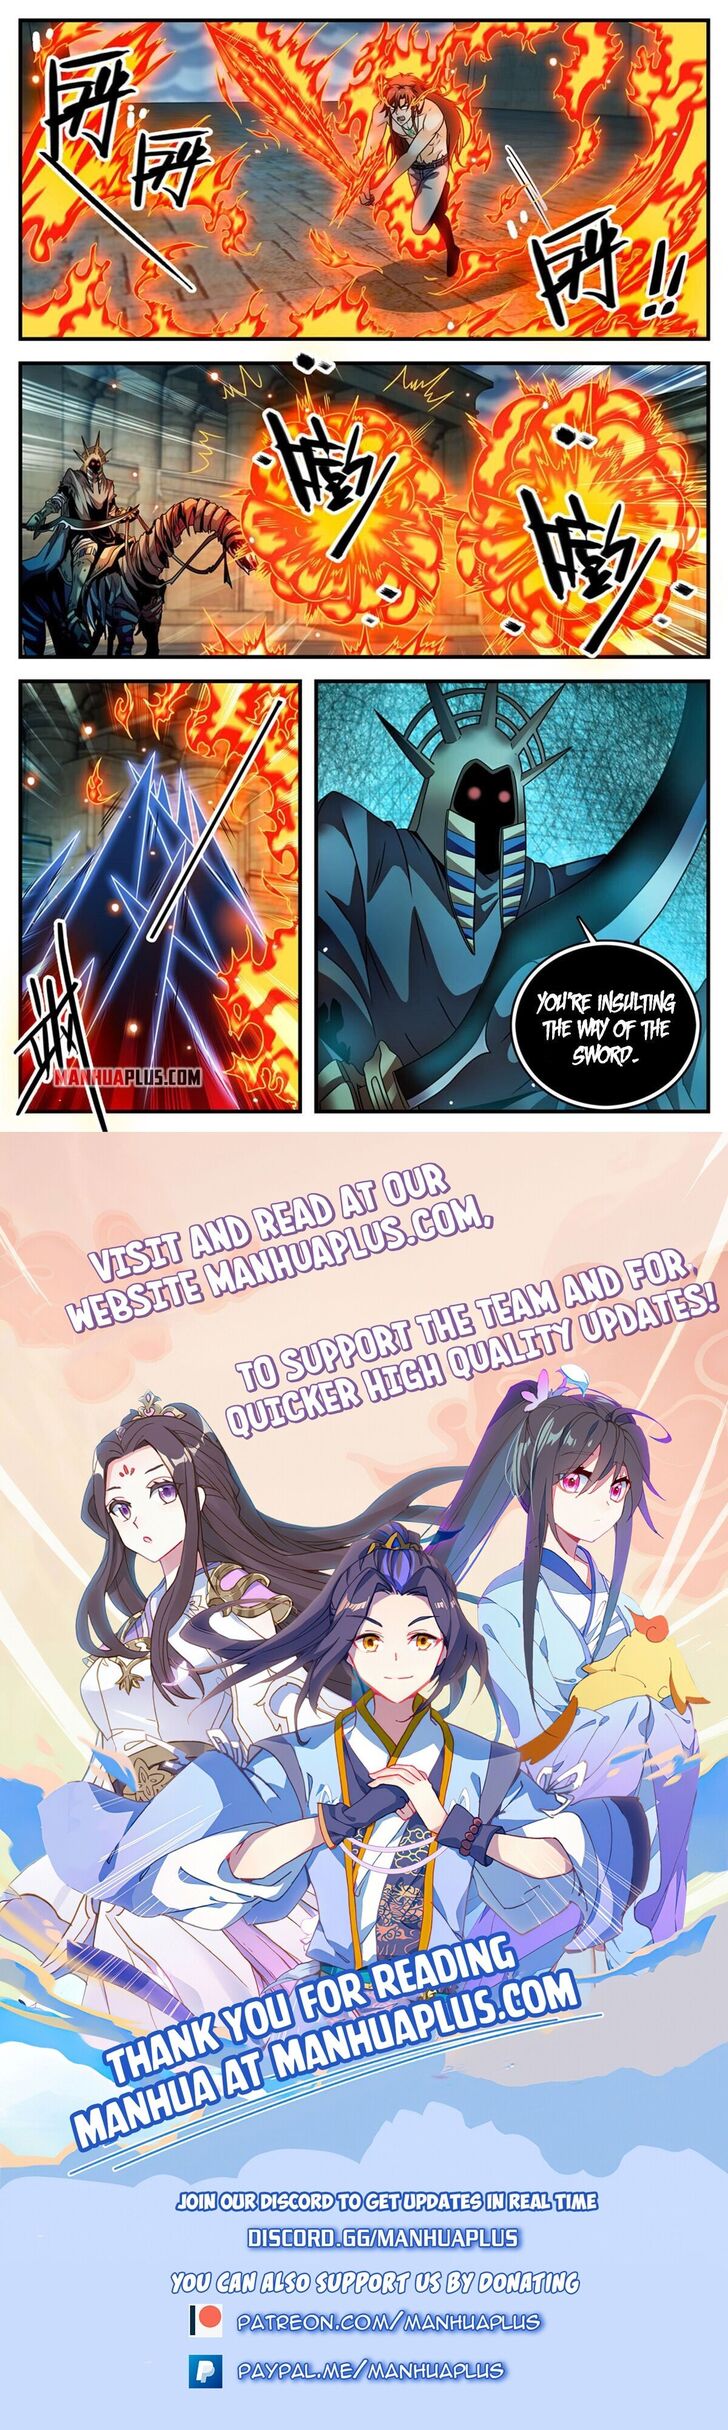 !!
YOU'RE INSULTING
THE WAY OF THE
SWORD..
MANHUAPLUS.COM
VISIT AND READ AT OUR
WEBSITE MANHUAPLUS.COM,
TO SUPPORT THE TEAM AND FOR
QUICKER HIGH QUALITY UPDATES!
THANK YOU FOR READING
MANHUA AT MANHUAPLUS.COM
JOIN OUR DISCORD TO GET UPDATES IN REAL TIME
DISCORD.GG/MANHUAPLUS
YOU CAN ALSO SUPPORT US BY DONATING
PATREON.COM/MANHUAPLUS
PAYPAL.ME/MANHUAPLUS